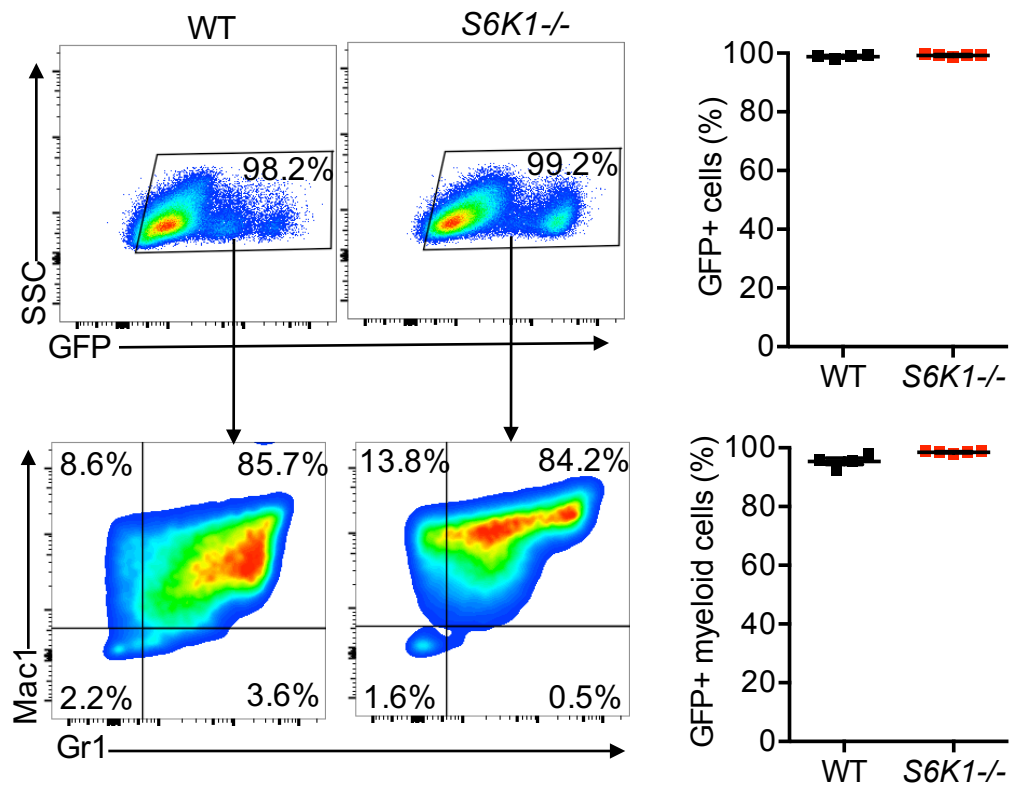 WT
S6K1-/-
98.2%
99.2%
SSC
GFP
8.6%
85.7%
13.8%
84.2%
2.2%
3.6%
1.6%
0.5%
Mac1
Gr1
GFP+ cells (%)
100
80
60
40
20
0
WT
S6K1-/-
GFP+ myeloid cells (%)
100
80
60
40
20
0
WT
S6K1-/-